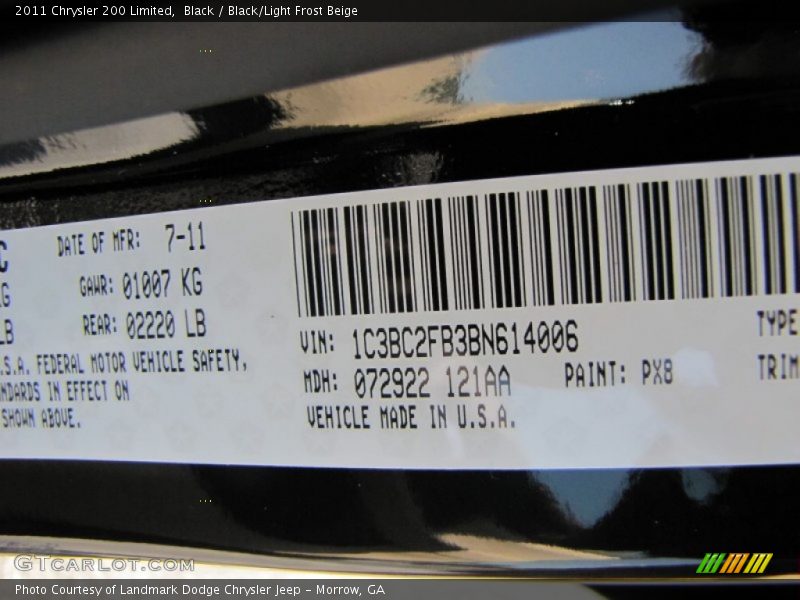 2011 Chrysler 200 Limited, Black / Black/Light Frost Beige
C DATE OF MFR: 7-11
KG GAWR: 01007 KG
LB REAR: 02220 LB
VIN: 1C3BC2FB3BN614006 TYPE
.S.A. FEDERAL MOTOR VEHICLE SAFETY,
MDH: 072922 121AA PAINT: PX8 TRIM
NDARDS IN EFFECT ON
SHOWN ABOVE.
VEHICLE MADE IN U.S.A.
GTCARLOT.COM
Photo Courtesy of Landmark Dodge Chrysler Jeep - Morrow, GA